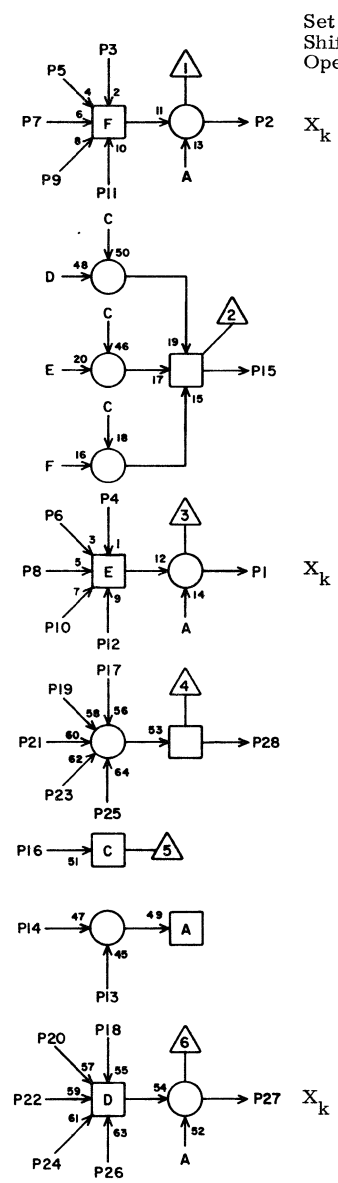 Set
Shif
Ope
P3
1
P5
4
2
P7
6
F
11
P2
X
k
8
10
13
P9
P11
A
C
50
D
48
C
2
46
19
E
20
17
P15
15
C
18
F
16
P4
3
P6
3
1
P8
5
E
12
P1
X
k
7
9
14
P10
P12
A
P17
4
P19
58
56
P21
60
53
P28
62
64
P23
P25
P16
51
C
5
P14
47
49
A
45
P13
P18
6
P20
57
55
P22
59
D
54
P27
X
k
61
63
52
P24
P26
A